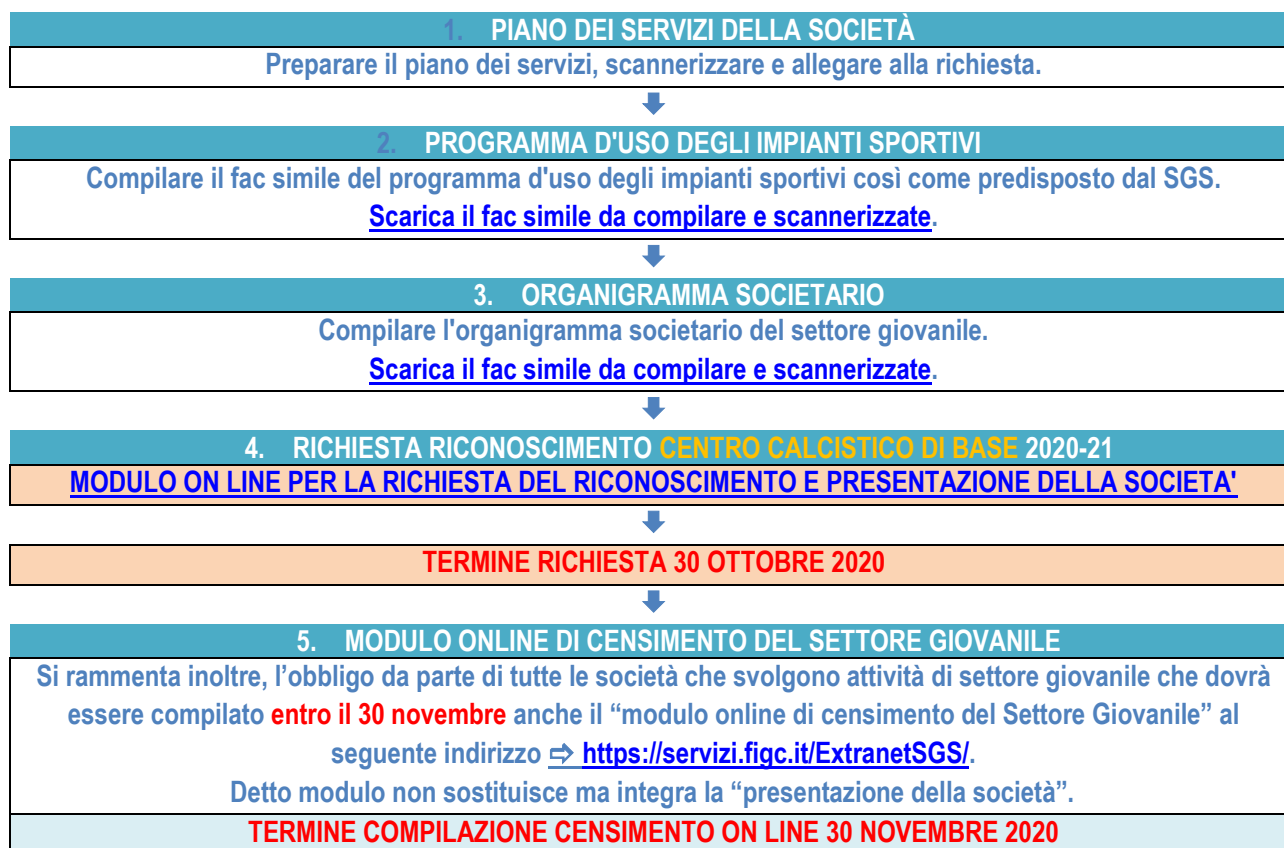 1. PIANO DEI SERVIZI DELLA SOCIETÀ
Preparare il piano dei servizi, scannerizzare e allegare alla richiesta.
2. PROGRAMMA D'USO DEGLI IMPIANTI SPORTIVI
Compilare il fac simile del programma d'uso degli impianti sportivi così come predisposto dal SGS.
Scarica il fac simile da compilare e scannerizzate.
3. ORGANIGRAMMA SOCIETARIO
Compilare l'organigramma societario del settore giovanile.
Scarica il fac simile da compilare e scannerizzate.
4. RICHIESTA RICONOSCIMENTO CENTRO CALCISTICO DI BASE 2020-21
MODULO ON LINE PER LA RICHIESTA DEL RICONOSCIMENTO E PRESENTAZIONE DELLA SOCIETA'
TERMINE RICHIESTA 30 OTTOBRE 2020
5. MODULO ONLINE DI CENSIMENTO DEL SETTORE GIOVANILE
Si rammenta inoltre, l’obbligo da parte di tutte le società che svolgono attività di settore giovanile che dovrà
essere compilato entro il 30 novembre anche il “modulo online di censimento del Settore Giovanile” al
seguente indirizzo ⇨ https://servizi.figc.it/ExtranetSGS/.
Detto modulo non sostituisce ma integra la “presentazione della società”.
TERMINE COMPILAZIONE CENSIMENTO ON LINE 30 NOVEMBRE 2020